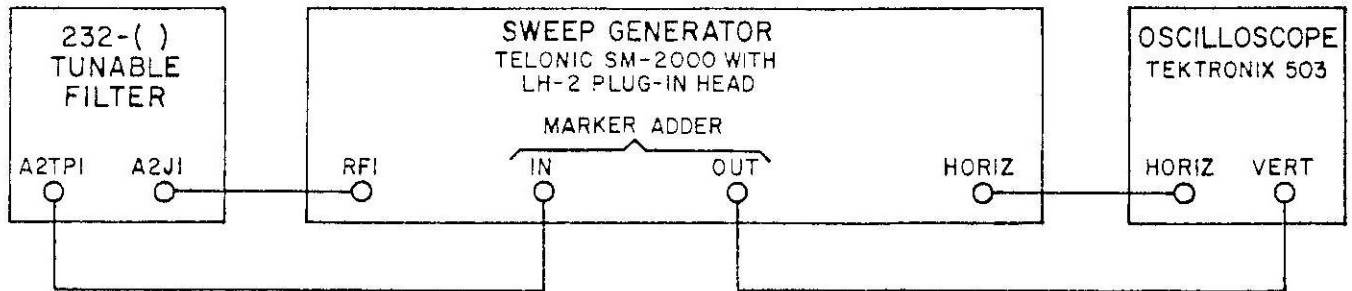 232-( )
TUNABLE
FILTER
A2TP1
A2J1
SWEEP GENERATOR
TELONIC SM-2000 WITH
LH-2 PLUG-IN HEAD
MARKER ADDER
RF1
IN
OUT
HORIZ
OSCILLOSCOPE
TEKTRONIX 503
HORIZ
VERT